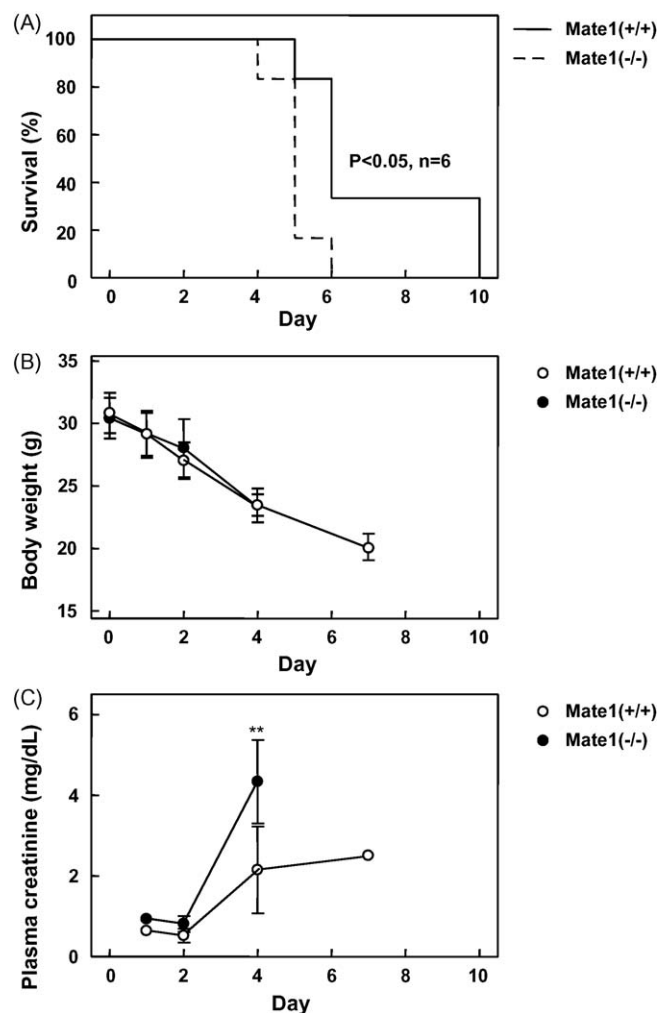 (A)
100
80
60
40
20
0
Survival (%)
0 2 4 6 8 10
Day
P<0.05, n=6
Mate1(+/+)
Mate1(-/-)
(B)
35
30
25
20
15
Body weight (g)
0 2 4 6 8 10
Day
Mate1(+/+)
Mate1(-/-)
(C)
6
4
2
0
Plasma creatinine (mg/dL)
**
0 2 4 6 8 10
Day
Mate1(+/+)
Mate1(-/-)